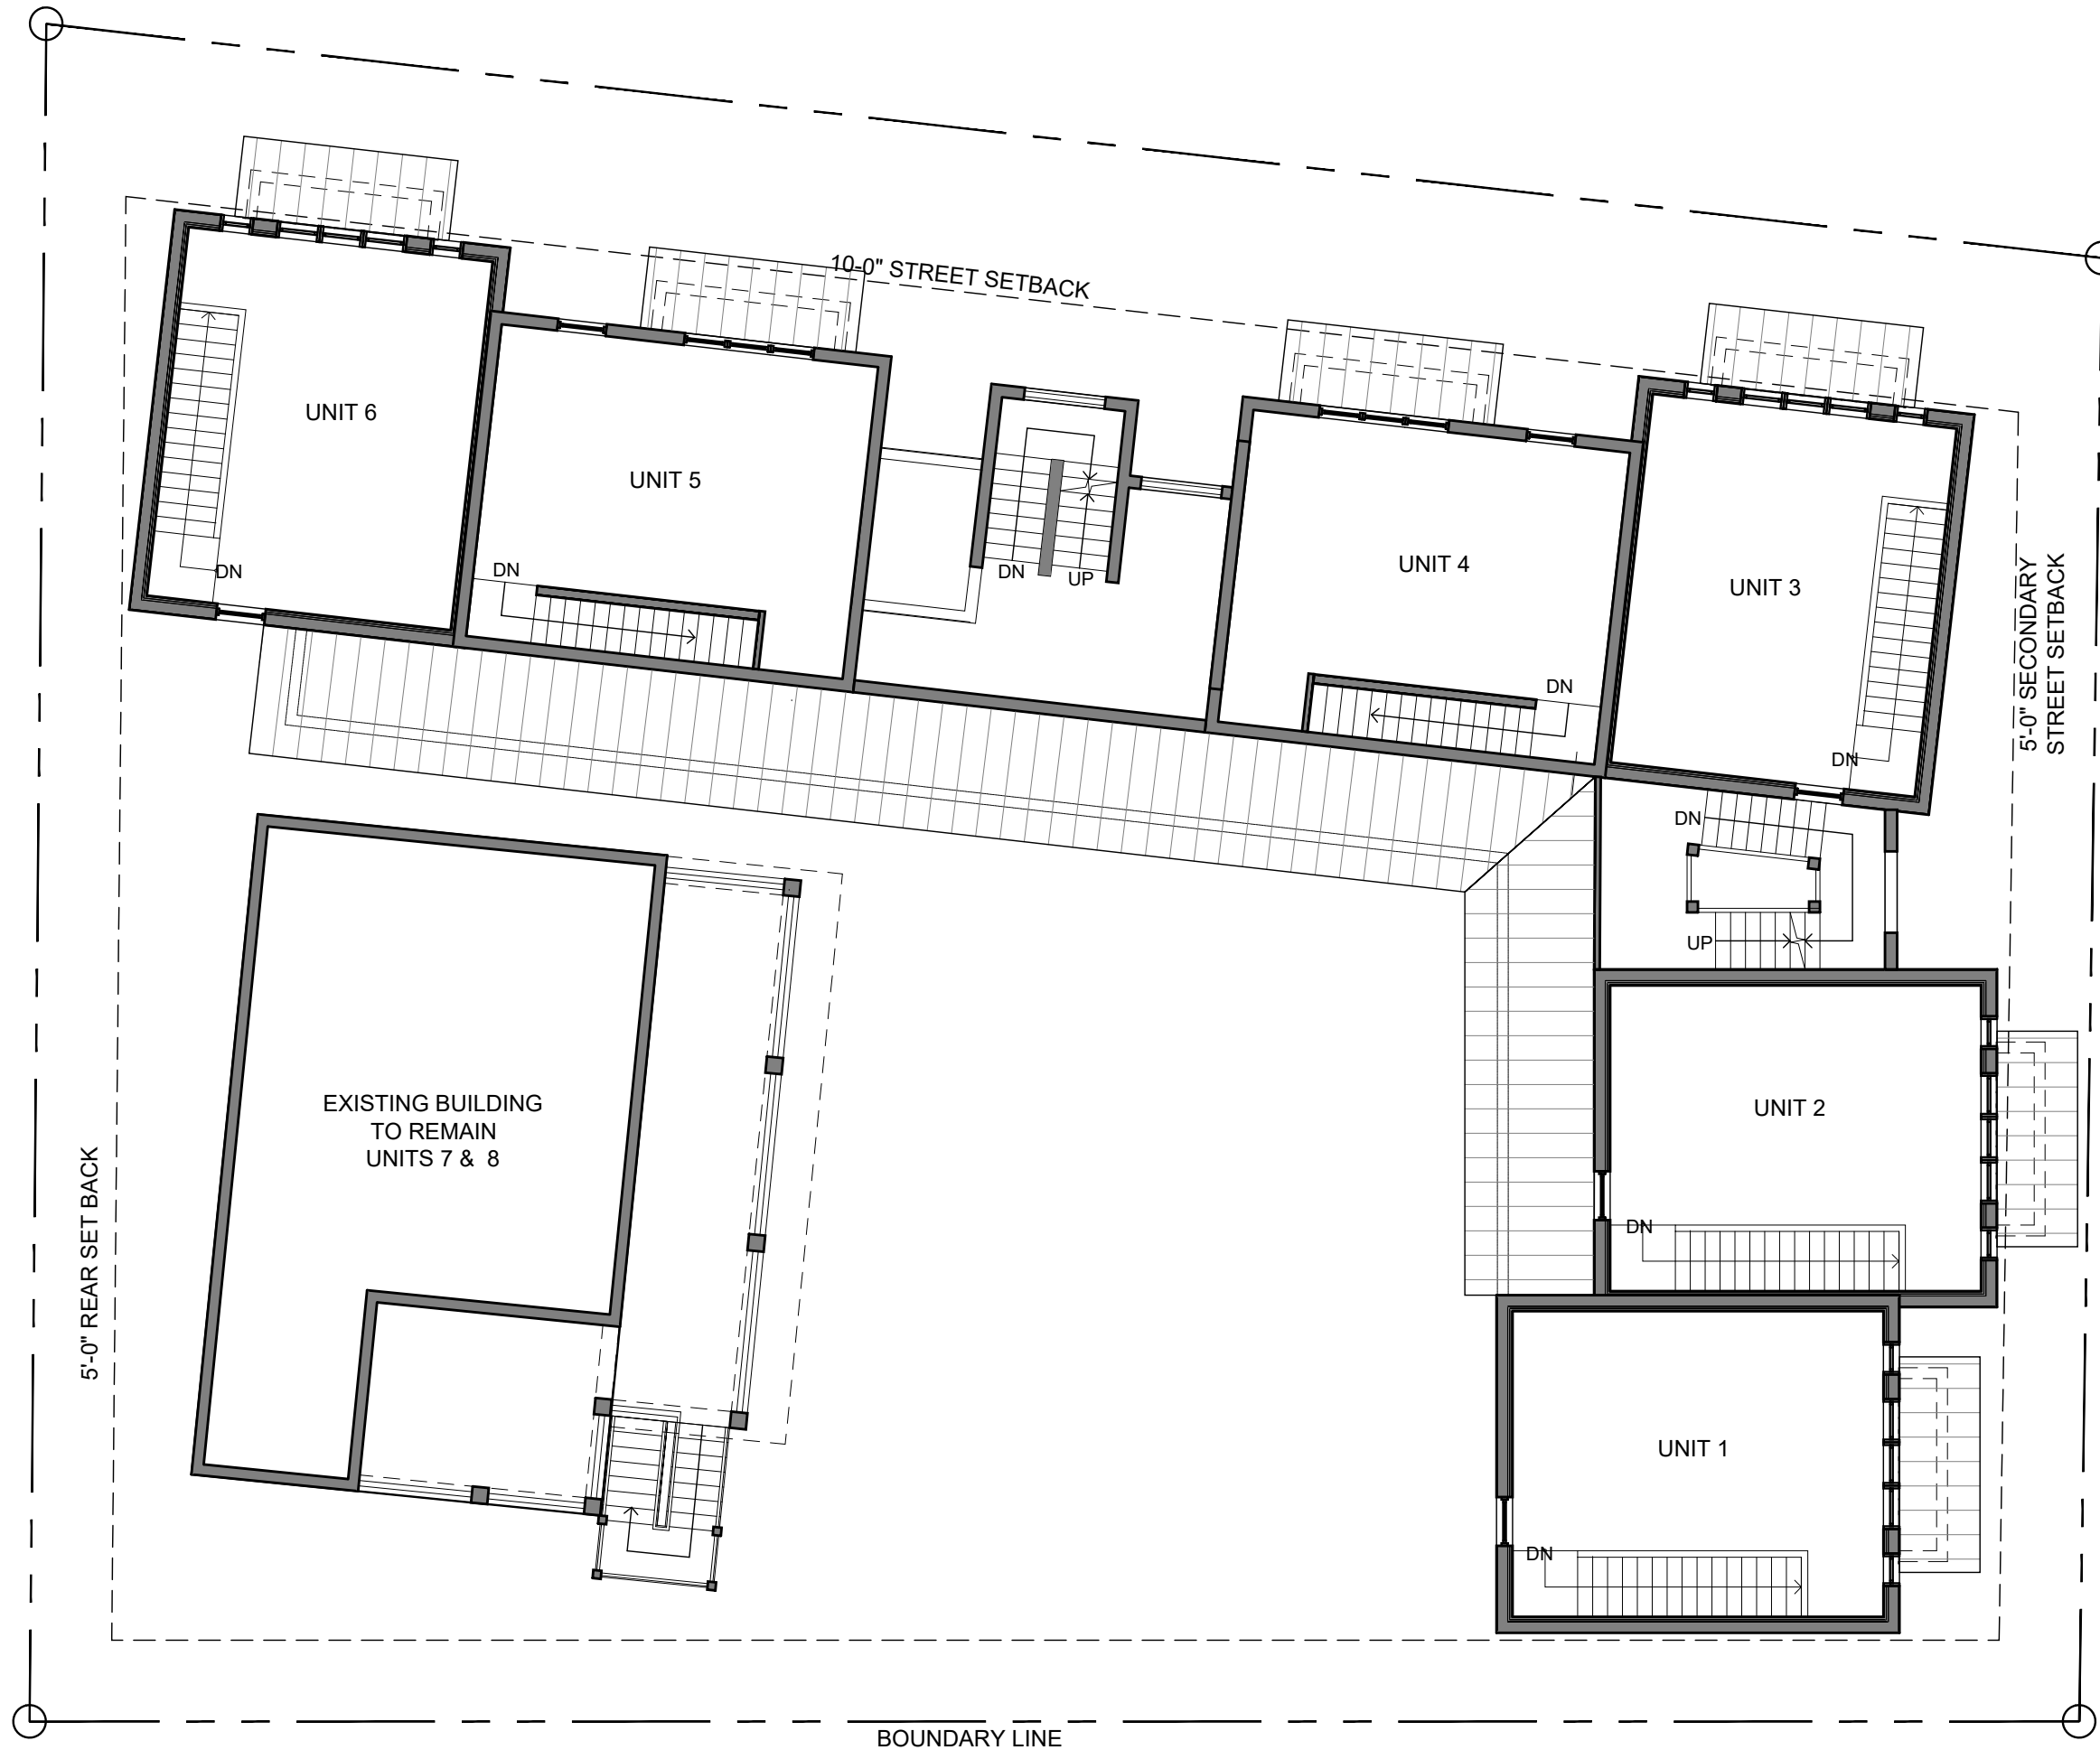 10-0" STREET SETBACK
UNIT 6
UNIT 5
UNIT 4
UNIT 3
DN
DN
DN
UP
DN
DN
5'-0" SECONDARY
STREET SETBACK
DN
UP
EXISTING BUILDING
TO REMAIN
UNITS 7 & 8
UNIT 2
DN
5'-0" REAR SET BACK
UNIT 1
DN
BOUNDARY LINE